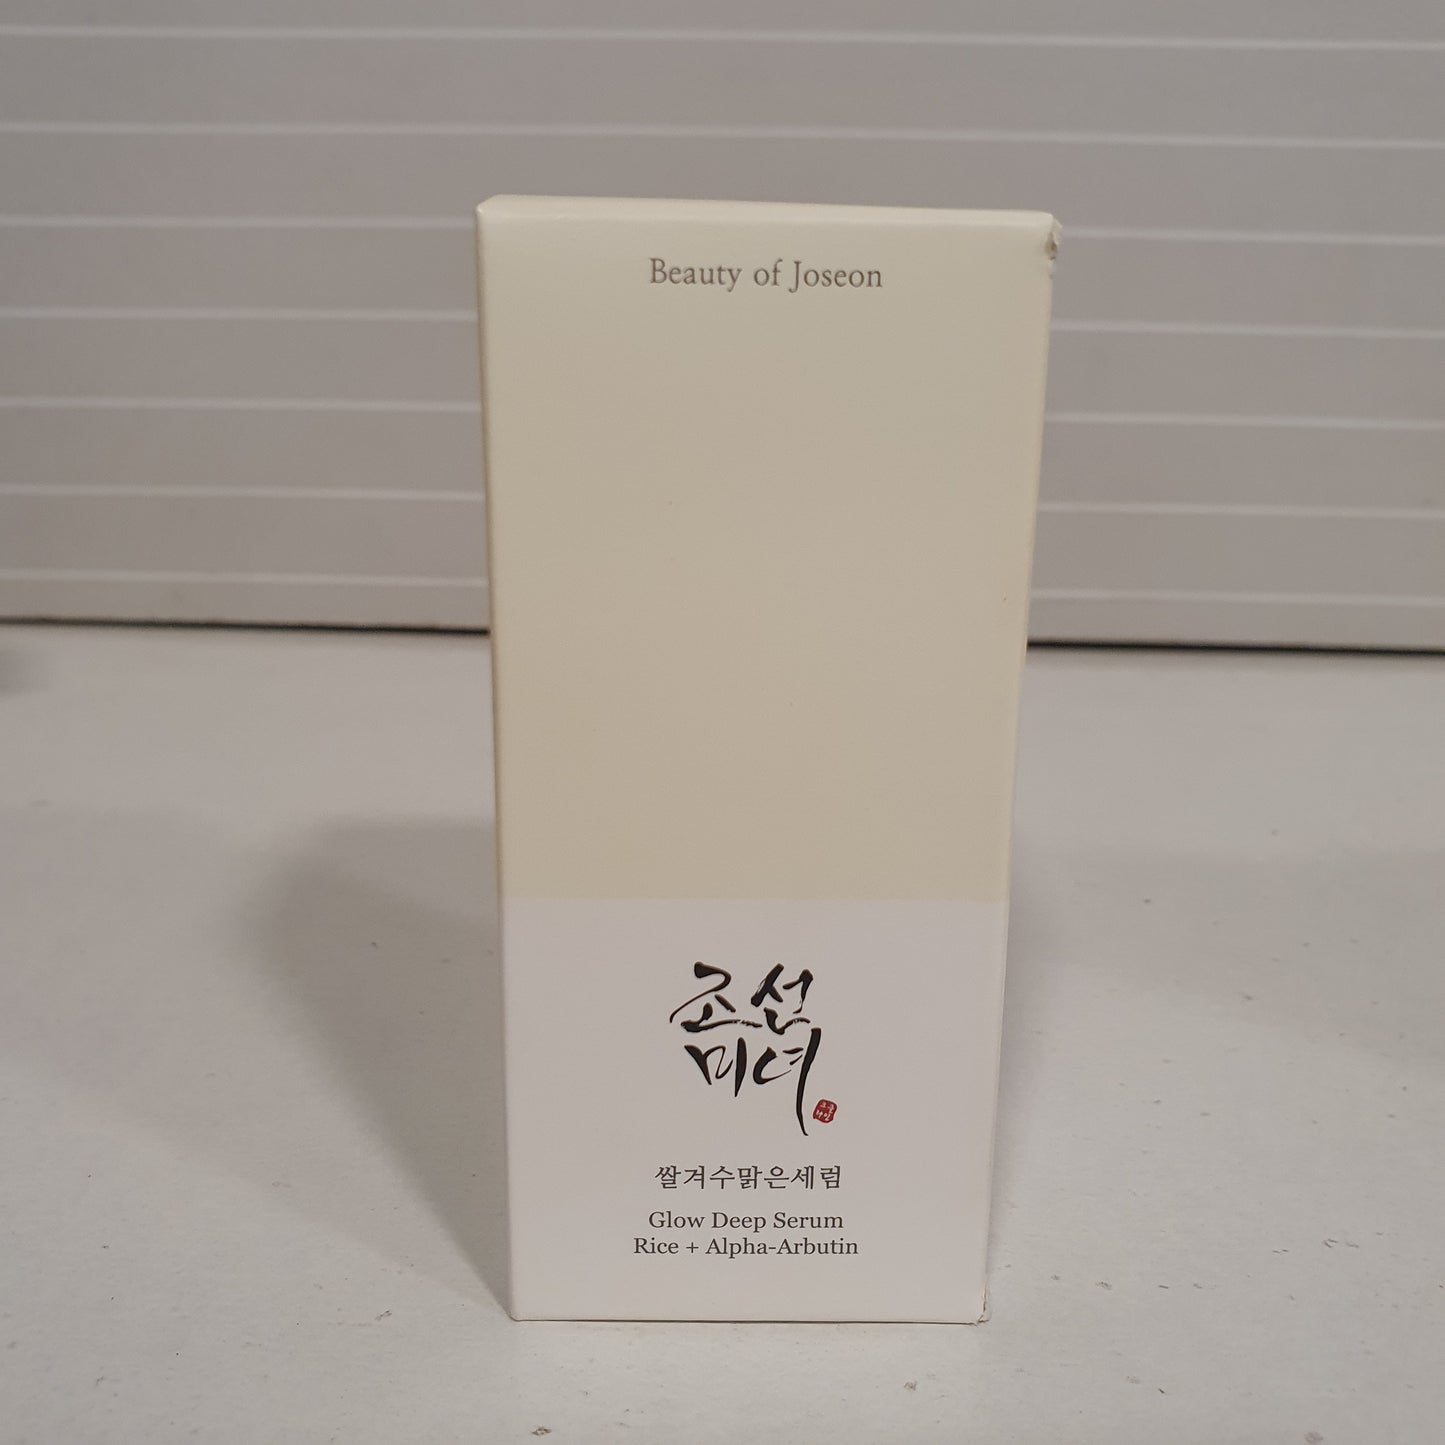 Beauty of Joseon
조선
미녀
쌀겨수맑은세럼
Glow Deep Serum
Rice + Alpha-Arbutin